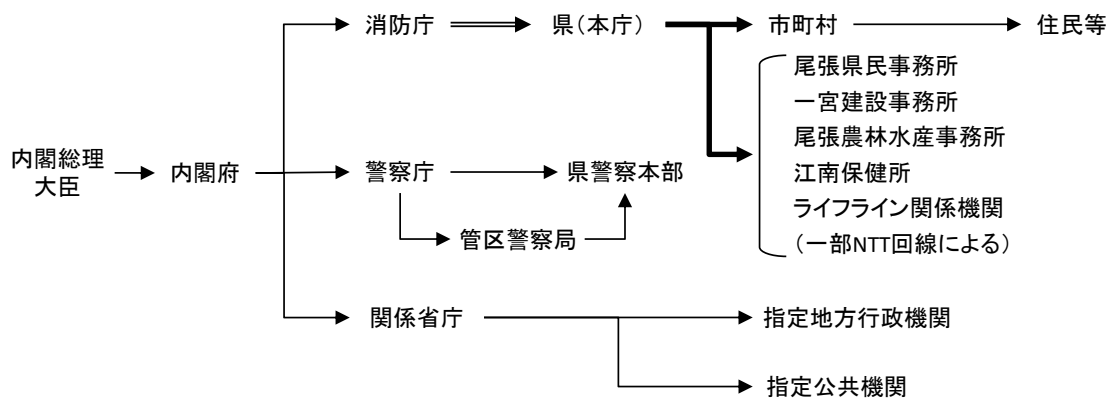 消防庁
県（本庁）
市町村
住民等
尾張県民事務所
一宮建設事務所
尾張農林水産事務所
江南保健所
ライフライン関係機関
（一部NTT回線による）
内閣総理
大臣
内閣府
警察庁
県警察本部
管区警察局
関係省庁
指定地方行政機関
指定公共機関